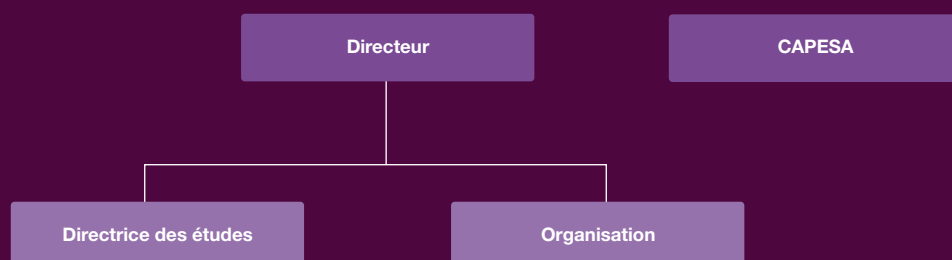 Directeur
CAPESA
Directrice des études
Organisation